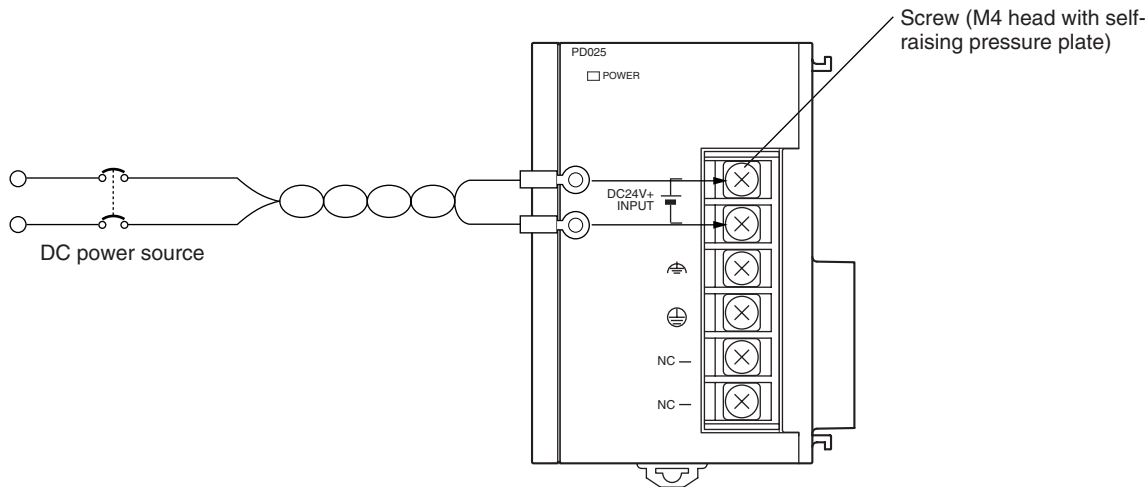 Screw (M4 head with self-
raising pressure plate)
PD025
POWER
DC24V+
INPUT
DC power source
NC
NC